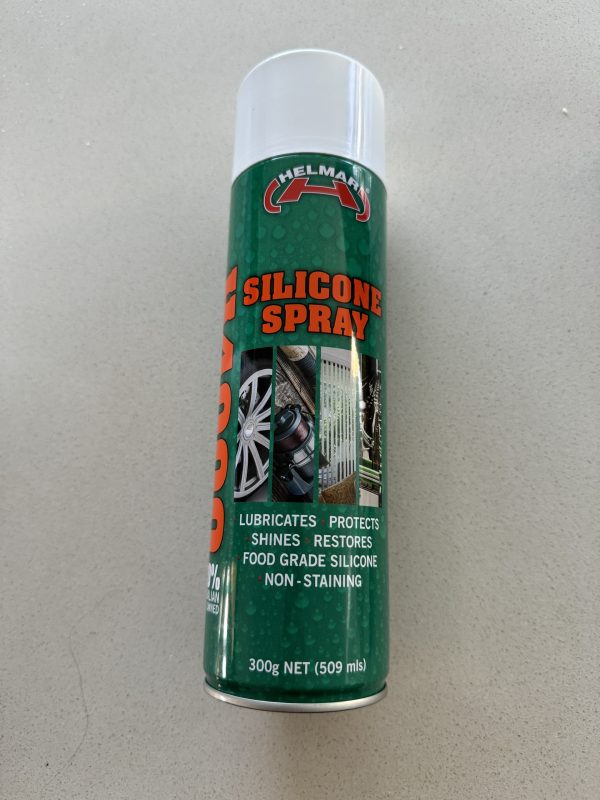 HELMAR
SILICONE
SPRAY
LUBRICATES PROTECTS
SHINES RESTORES
FOOD GRADE SILICONE
NON-STAINING
300g NET (509 mls)